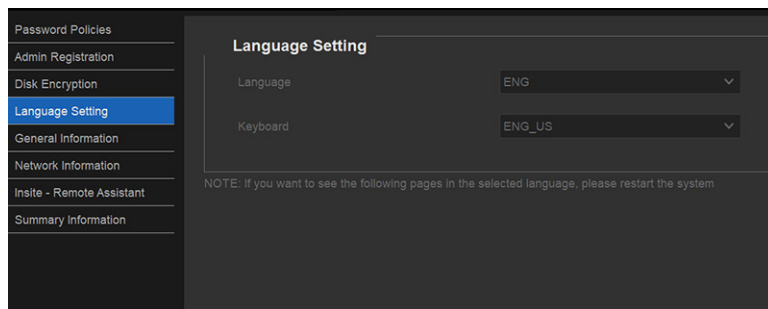 Password Policies
Admin Registration
Disk Encryption
Language Setting
General Information
Network Information
Insite - Remote Assistant
Summary Information
Language Setting
Language ENG
Keyboard ENG_US
NOTE: If you want to see the following pages in the selected language, please restart the system